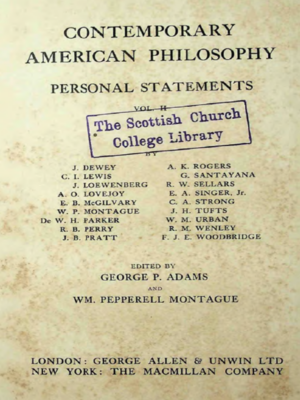 CONTEMPORARY
AMERICAN PHILOSOPHY
PERSONAL STATEMENTS
VOL. II
The Scottish Church
College Library
BY
J. DEWEY
C. I. LEWIS
J. LOEWENBERG
A. O. LOVEJOY
E. B. McGILVARY
W. P. MONTAGUE
De W. H. PARKER
R. B. PERRY
J. B. PRATT
A. K. ROGERS
G. SANTAYANA
R. W. SELLARS
E. A. SINGER, Jr.
C. A. STRONG
J. H. TUFTS
W. M. URBAN
R. M. WENLEY
F. J. E. WOODBRIDGE
EDITED BY
GEORGE P. ADAMS
AND
WM. PEPPERELL MONTAGUE
LONDON: GEORGE ALLEN & UNWIN LTD
NEW YORK: THE MACMILLAN COMPANY